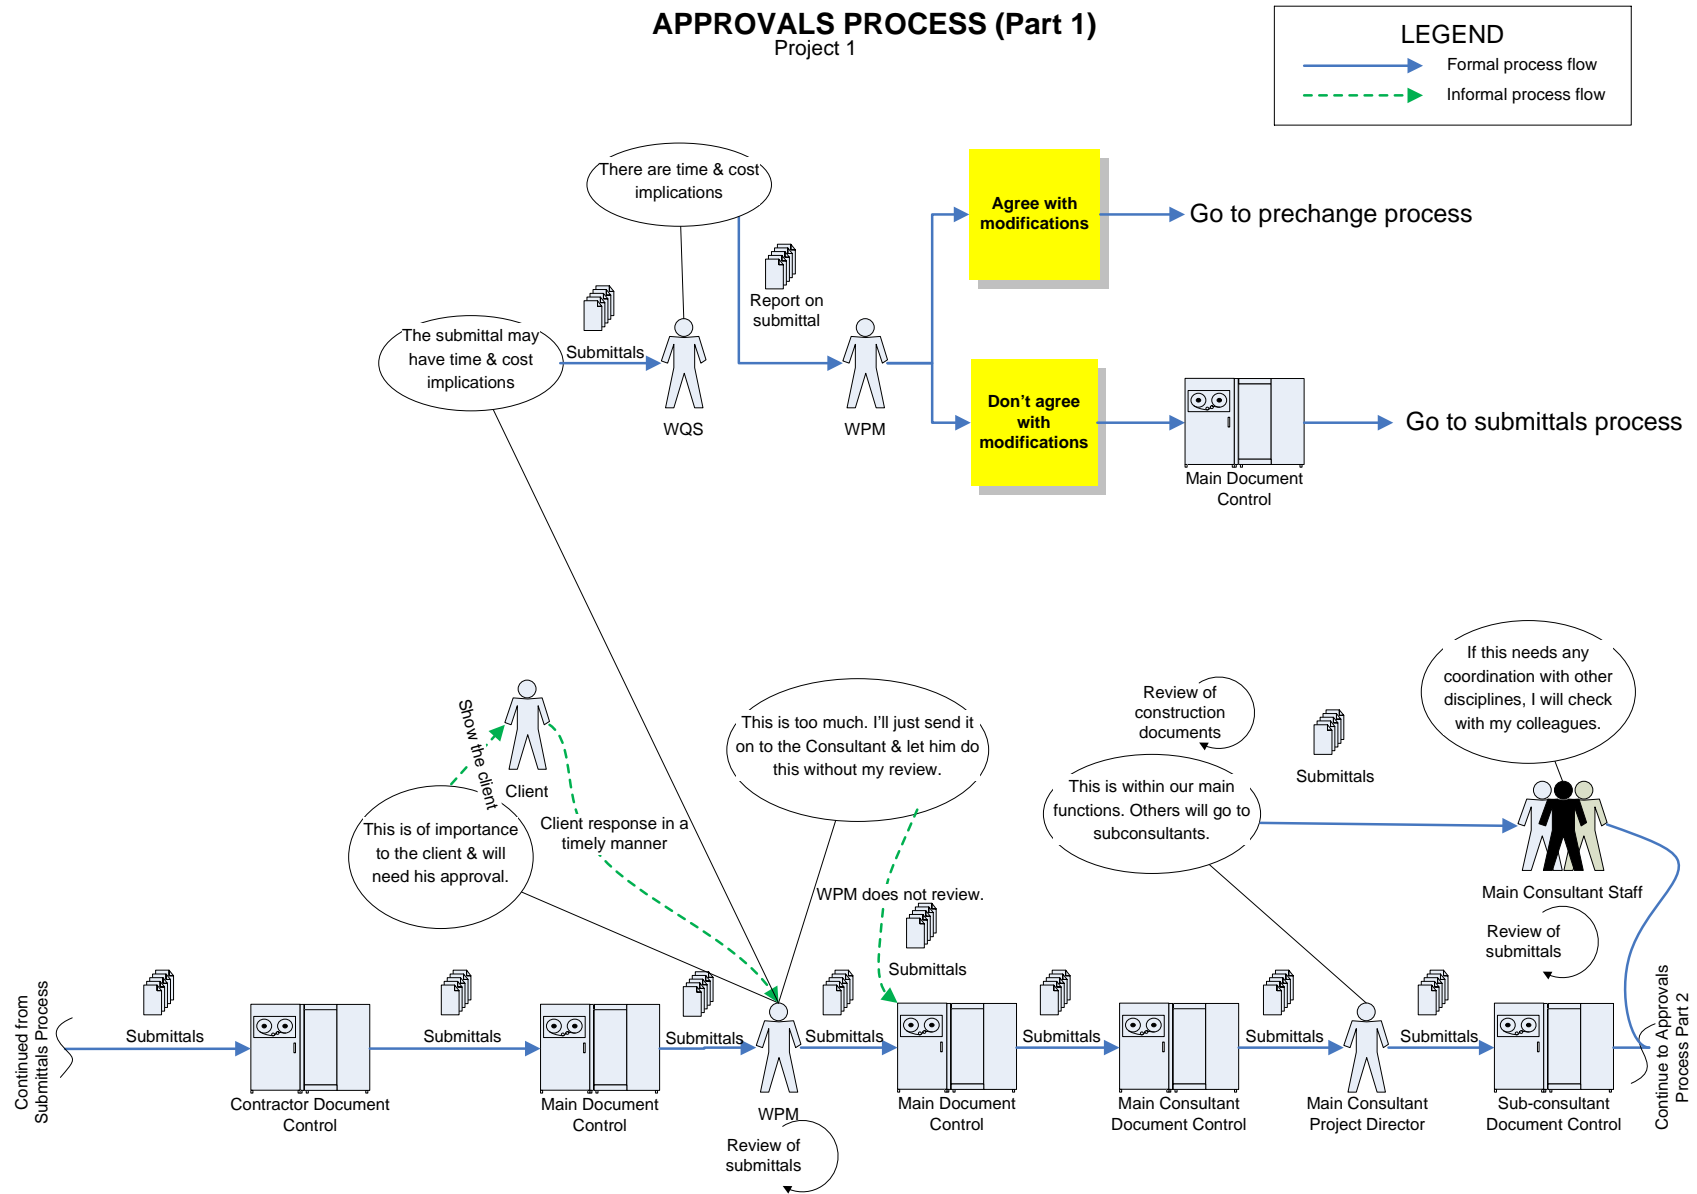 APPROVALS PROCESS (Part 1)
Project 1
LEGEND
Formal process flow
Informal process flow
There are time & cost
implications
Agree with
modifications
Go to prechange process
Report on
submittal
The submittal may
have time & cost
implications
Submittals
WQS
WPM
Don't agree
with
modifications
Main Document
Control
Go to submittals process
Show the client
Client
This is of importance
to the client & will
need his approval.
Client response in a
timely manner
This is too much. I'll just send it
on to the Consultant & let him do
this without my review.
WPM does not review.
Submittals
Review of
construction
documents
This is within our main
functions. Others will go to
subconsultants.
Submittals
If this needs any
coordination with other
disciplines, I will check
with my colleagues.
Main Consultant Staff
Review of
submittals
Continued from
Submittals Process
Submittals
Contractor Document
Control
Submittals
Main Document
Control
Submittals
WPM
Review of
submittals
Submittals
Main Document
Control
Submittals
Main Consultant
Document Control
Submittals
Main Consultant
Project Director
Submittals
Sub-consultant
Document Control
Continue to Approvals
Process Part 2